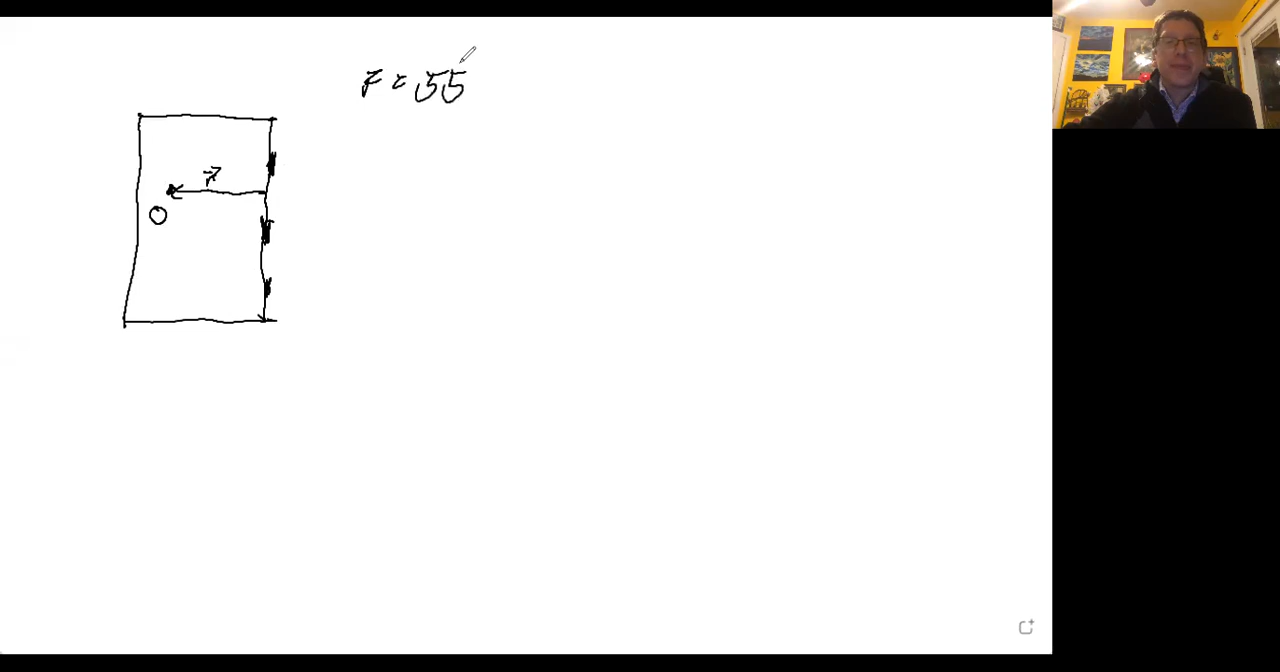 F = 55
r⃗